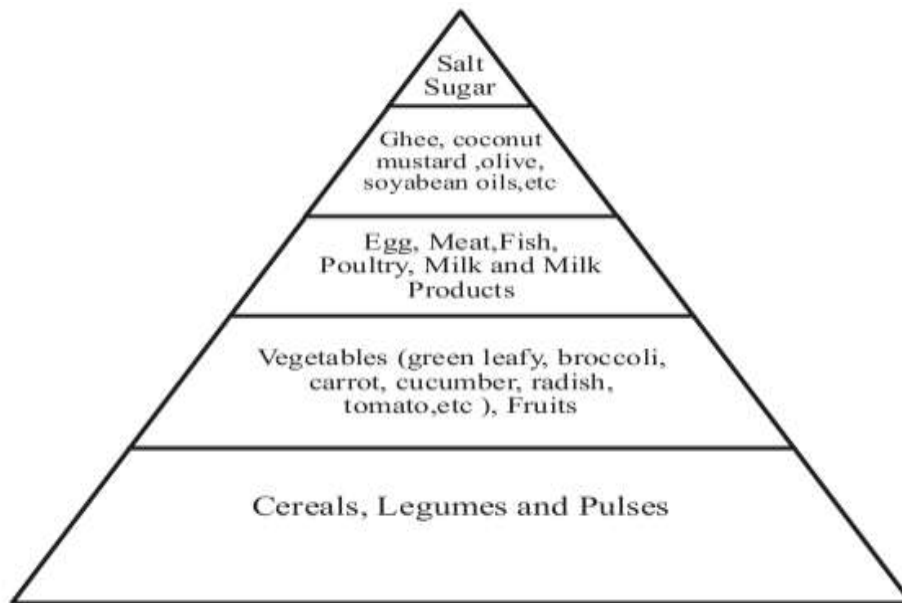 Salt
Sugar
Ghee, coconut
mustard ,olive,
soyabean oils,etc
Egg, Meat,Fish,
Poultry, Milk and Milk
Products
Vegetables (green leafy, broccoli,
carrot, cucumber, radish,
tomato,etc ), Fruits
Cereals, Legumes and Pulses